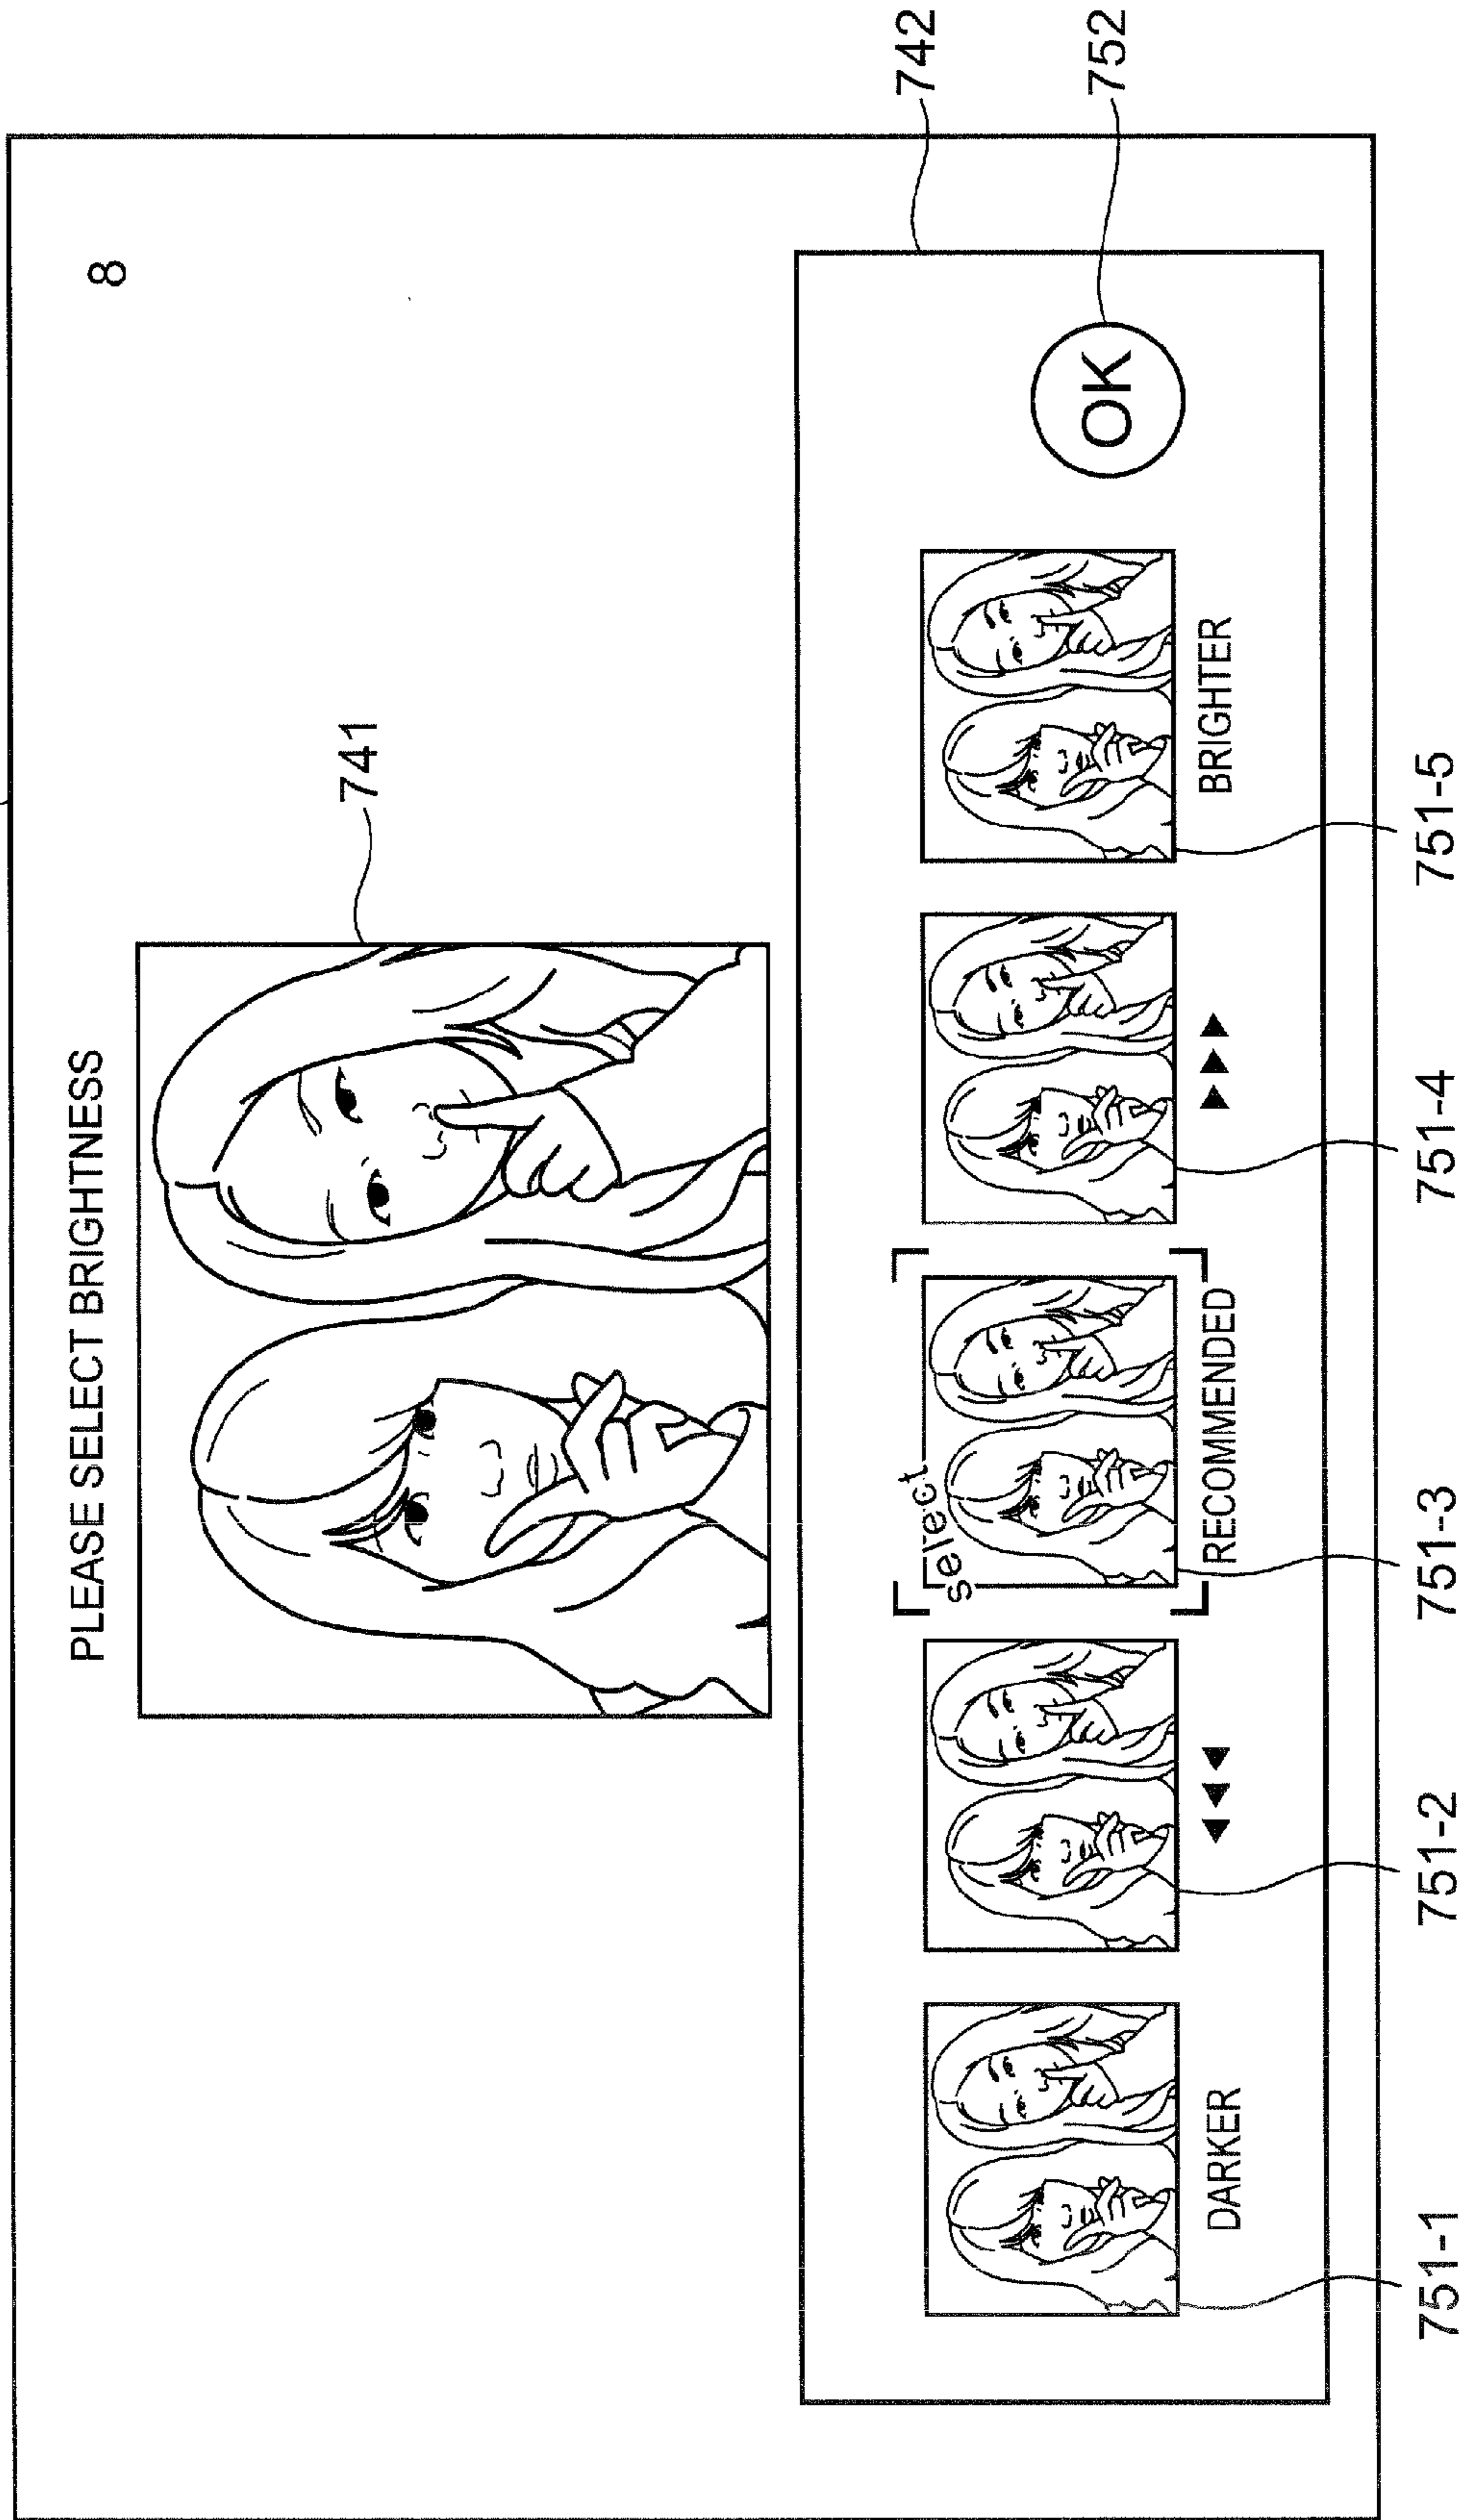 8
PLEASE SELECT BRIGHTNESS
741
742
select
OK
752
DARKER
◀◀◀
RECOMMENDED
▶▶▶
BRIGHTER
751-1
751-2
751-3
751-4
751-5